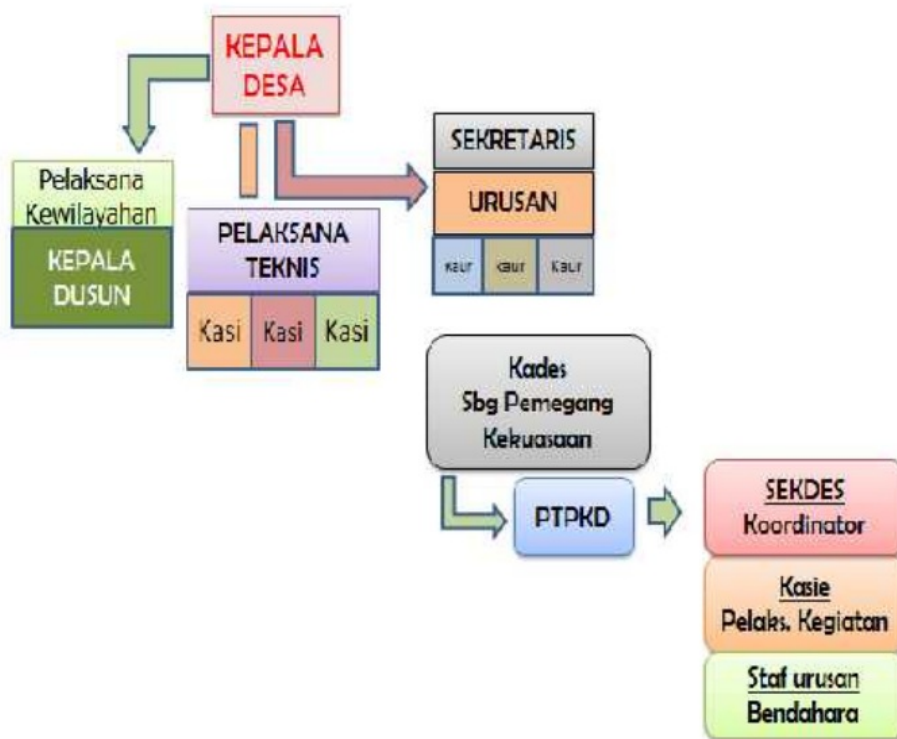 KEPALA
DESA
SEKRETARIS
URUSAN
Kaur Kaur Kaur
Pelaksana
Kewilayahan
KEPALA
DUSUN
PELAKSANA
TEKNIS
Kasi Kasi Kasi
Kades
Sbg Pemegang
Kekuasaan
PTPKD
SEKDES
Koordinator
Kasie
Pelaks. Kegiatan
Staf urusan
Bendahara